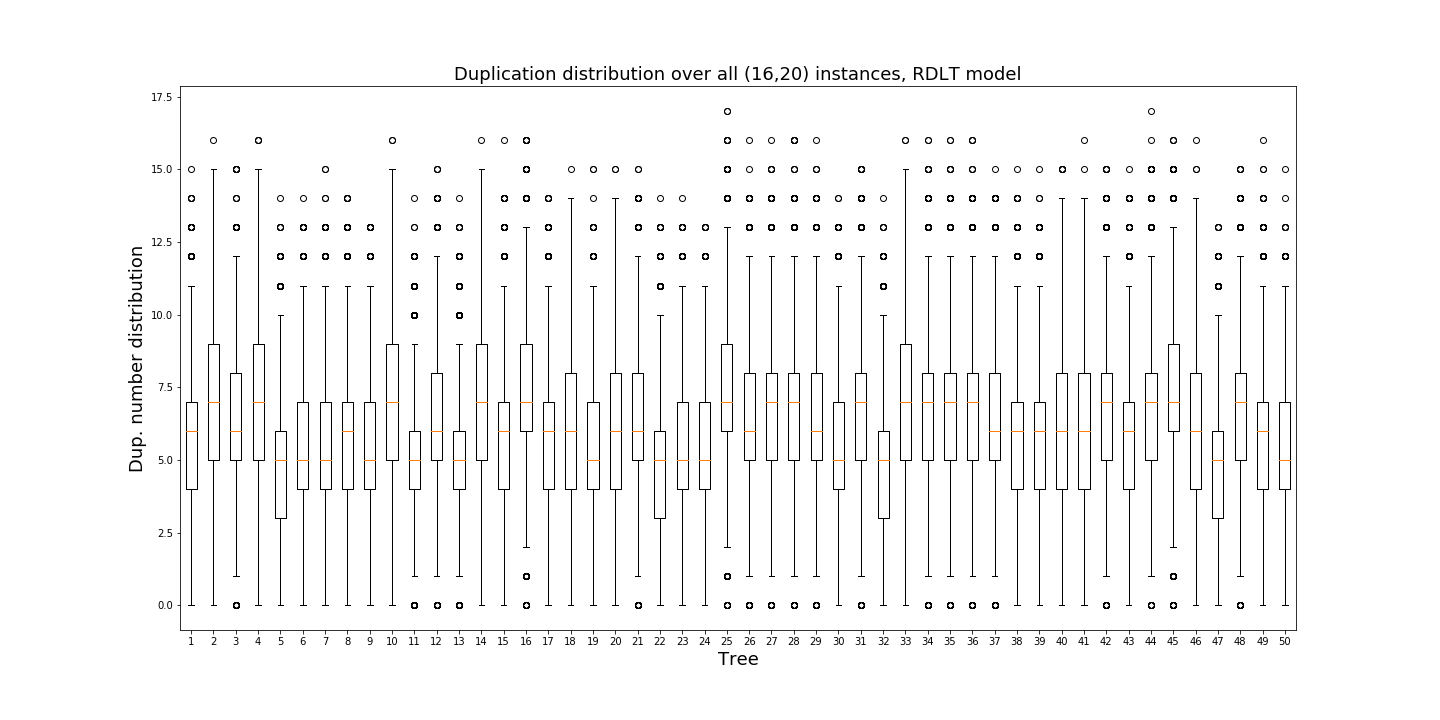 Duplication distribution over all (16,20) instances, RDLT model
17.5
15.0
12.5
10.0
7.5
5.0
2.5
0.0
Dup. number distribution
1 2 3 4 5 6 7 8 9 10 11 12 13 14 15 16 17 18 19 20 21 22 23 24 25 26 27 28 29 30 31 32 33 34 35 36 37 38 39 40 41 42 43 44 45 46 47 48 49 50
Tree